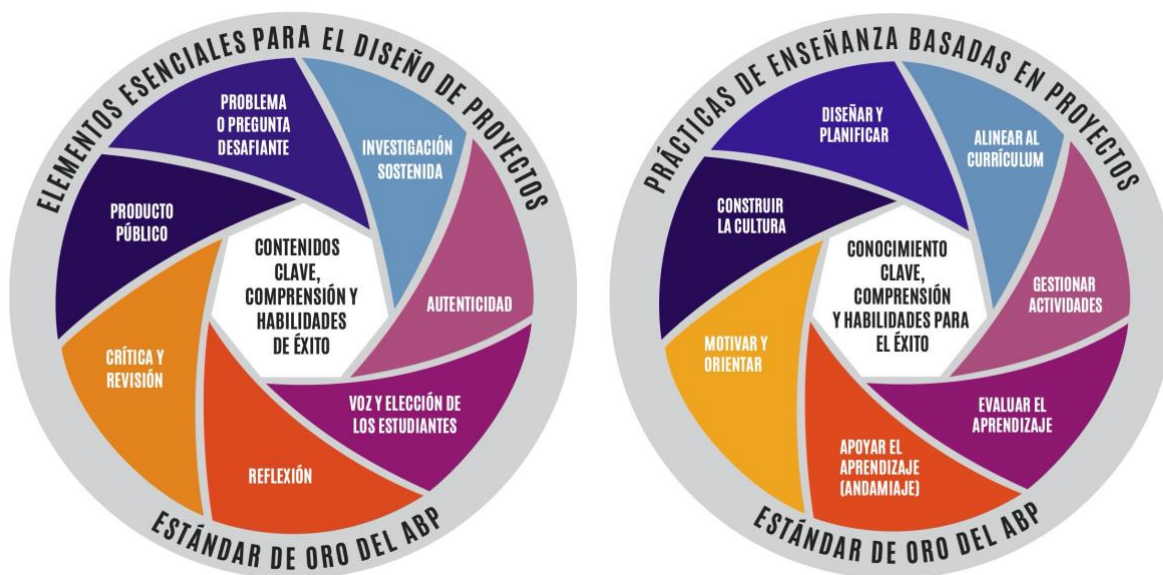 ELEMENTOS ESENCIALES PARA EL DISEÑO DE PROYECTOS
PROBLEMA
O PREGUNTA
DESAFIANTE
INVESTIGACIÓN
SOSTENIDA
AUTENTICIDAD
VOZ Y ELECCIÓN DE
LOS ESTUDIANTES
REFLEXIÓN
CRÍTICA Y
REVISIÓN
PRODUCTO
PÚBLICO
CONTENIDOS
CLAVE,
COMPRENSIÓN Y
HABILIDADES
DE ÉXITO
ESTÁNDAR DE ORO DEL ABP
PRÁCTICAS DE ENSEÑANZA BASADAS EN PROYECTOS
DISEÑAR Y
PLANIFICAR
ALINEAR AL
CURRÍCULUM
GESTIONAR
ACTIVIDADES
EVALUAR EL
APRENDIZAJE
APOYAR EL
APRENDIZAJE
(ANDAMIAJE)
MOTIVAR Y
ORIENTAR
CONSTRUIR
LA CULTURA
CONOCIMIENTO
CLAVE,
COMPRENSIÓN
Y HABILIDADES PARA
EL ÉXITO
ESTÁNDAR DE ORO DEL ABP